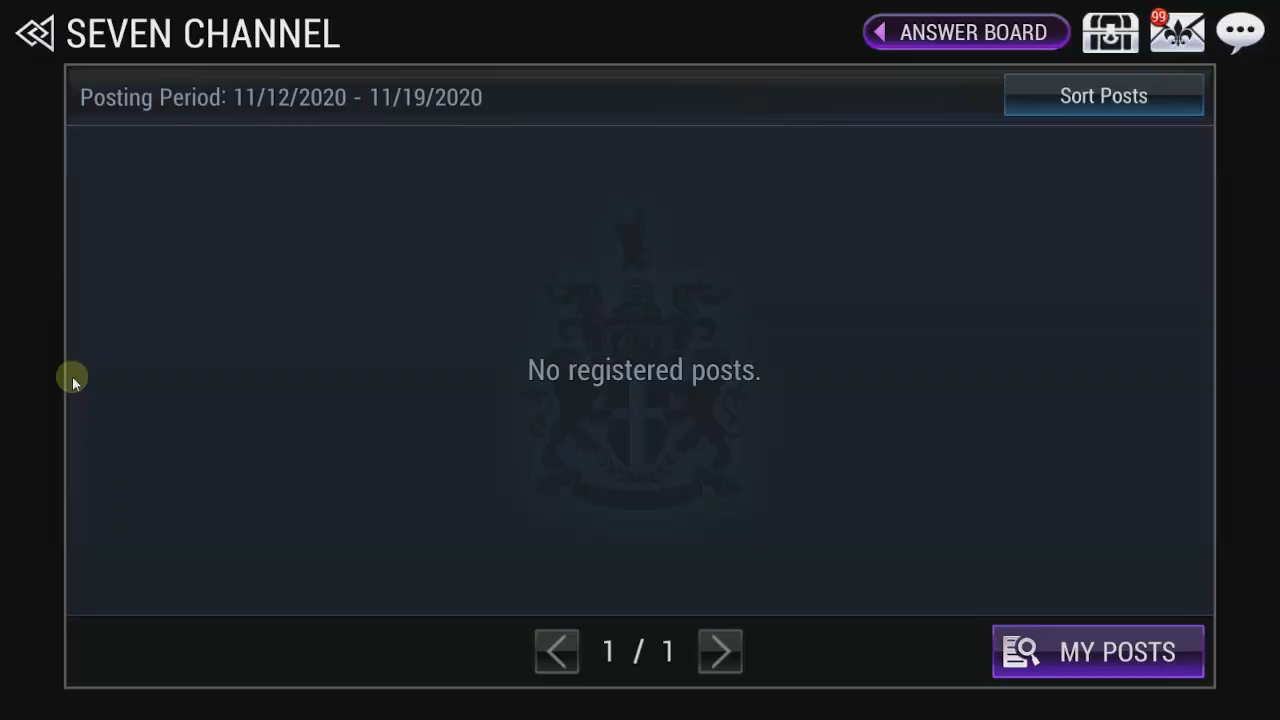 SEVEN CHANNEL
ANSWER BOARD
99
Posting Period: 11/12/2020 - 11/19/2020
Sort Posts
No registered posts.
1 / 1
MY POSTS